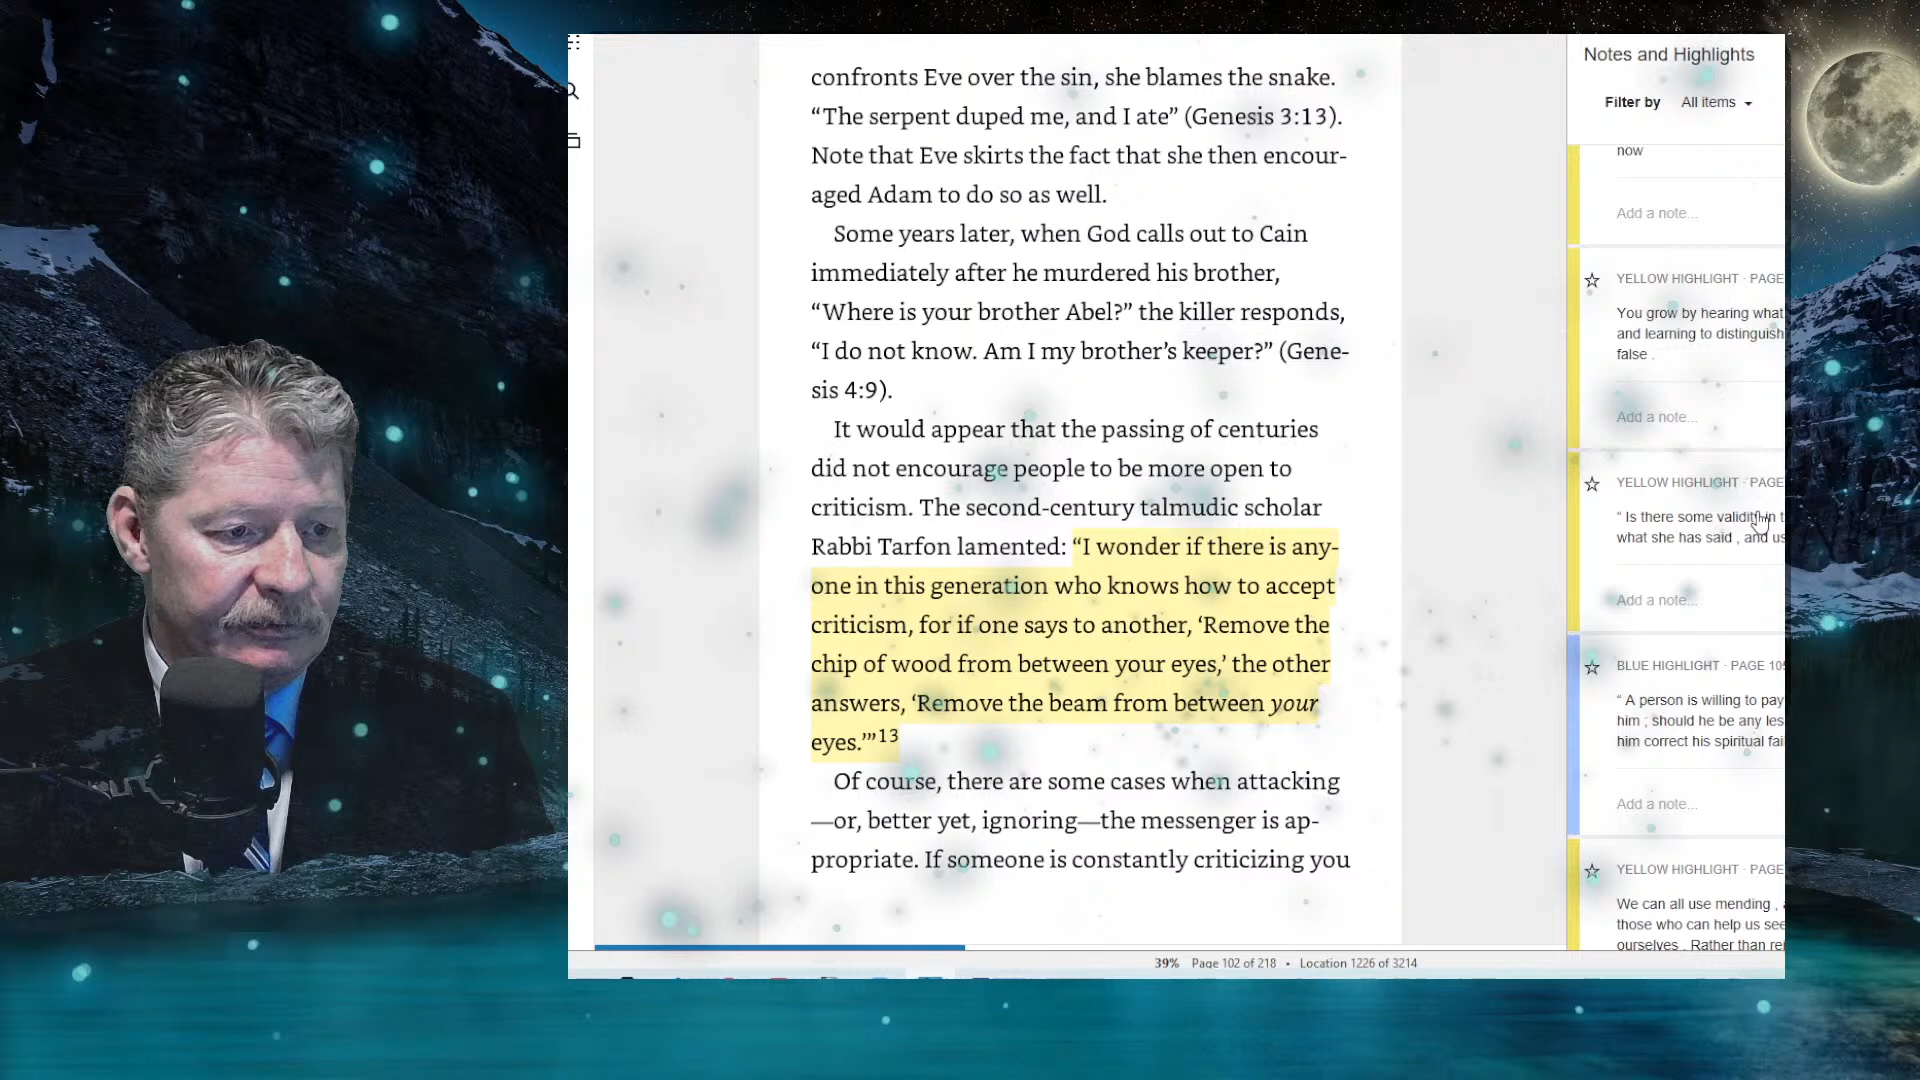 confronts Eve over the sin, she blames the snake.
“The serpent duped me, and I ate” (Genesis 3:13).
Note that Eve skirts the fact that she then encour-
aged Adam to do so as well.
Some years later, when God calls out to Cain
immediately after he murdered his brother,
“Where is your brother Abel?” the killer responds,
“I do not know. Am I my brother’s keeper?” (Gene-
sis 4:9).
It would appear that the passing of centuries
did not encourage people to be more open to
criticism. The second-century talmudic scholar
Rabbi Tarfon lamented: “I wonder if there is any-
one in this generation who knows how to accept
criticism, for if one says to another, ‘Remove the
chip of wood from between your eyes,’ the other
answers, ‘Remove the beam from between your
eyes.’”13
Of course, there are some cases when attacking
—or, better yet, ignoring—the messenger is ap-
propriate. If someone is constantly criticizing you
39% Page 102 of 218 • Location 1226 of 3214
Notes and Highlights
Filter by All items
now
Add a note...
YELLOW HIGHLIGHT · PAGE
You grow by hearing what
and learning to distinguish
false .
Add a note...
YELLOW HIGHLIGHT · PAGE
“ Is there some validity in t
what she has said , and us
Add a note...
BLUE HIGHLIGHT · PAGE 105
“ A person is willing to pay
him ; should he be any les
him correct his spiritual fai
Add a note...
YELLOW HIGHLIGHT · PAGE
We can all use mending ,
those who can help us see
ourselves . Rather than rei